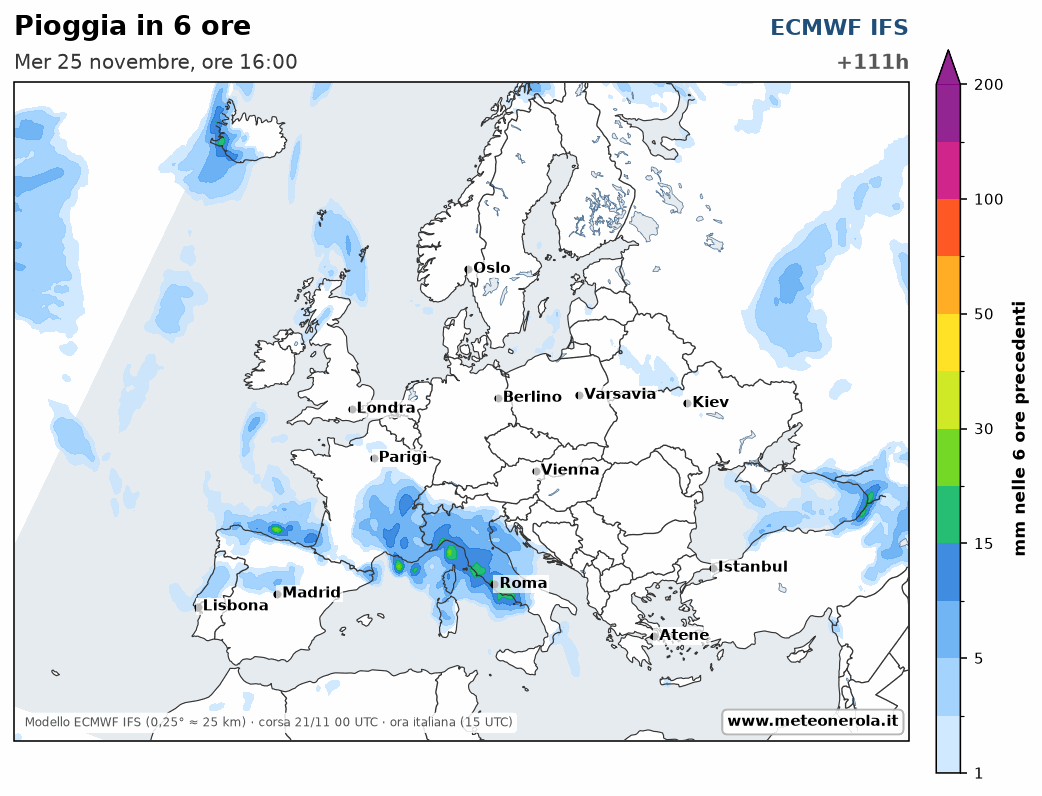 Pioggia in 6 ore
ECMWF IFS
Mer 25 novembre, ore 16:00
+111h
200
100
50
30
15
5
1
mm nelle 6 ore precedenti
Oslo
Berlino
Varsavia
Kiev
Londra
Parigi
Vienna
Istanbul
Roma
Madrid
Lisbona
Atene
Modello ECMWF IFS (0,25° ≈ 25 km) · corsa 21/11 00 UTC · ora italiana (15 UTC)
www.meteonerola.it